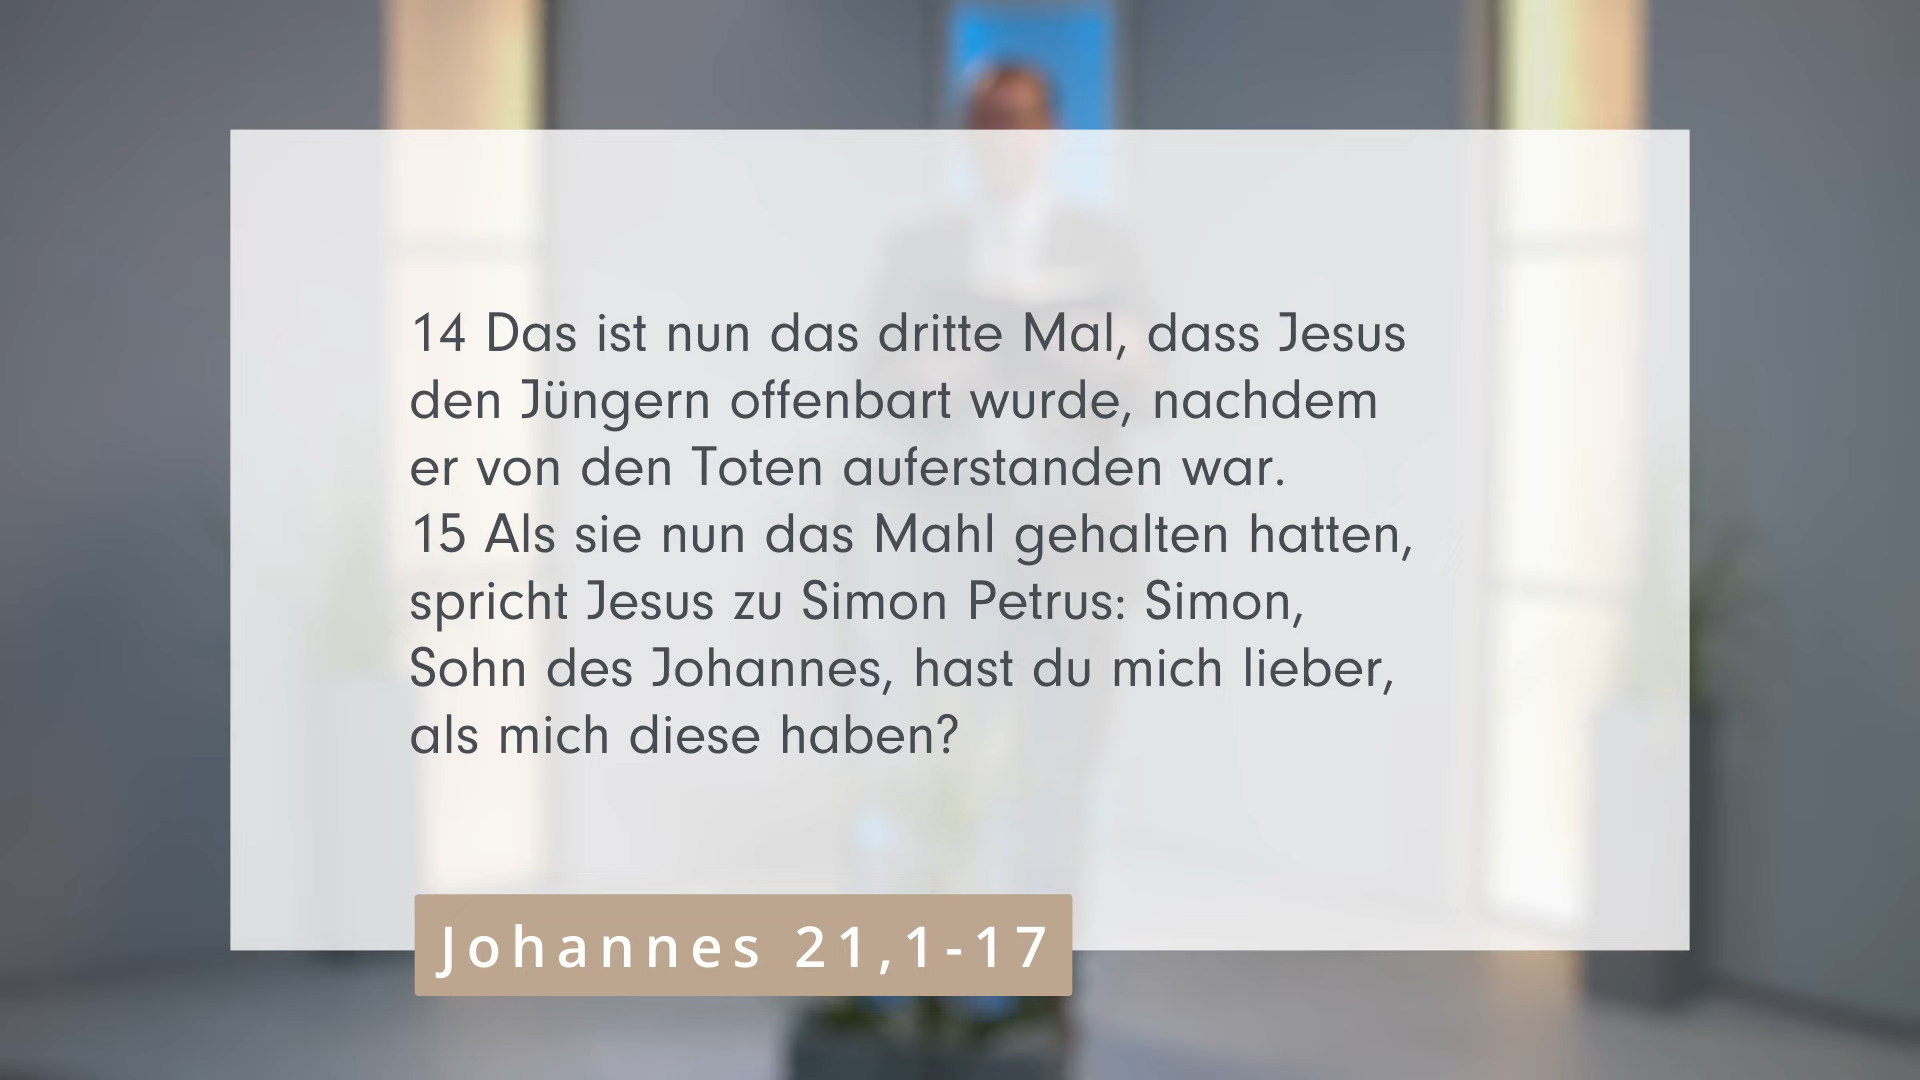 14 Das ist nun das dritte Mal, dass Jesus
den Jüngern offenbart wurde, nachdem
er von den Toten auferstanden war.
15 Als sie nun das Mahl gehalten hatten,
spricht Jesus zu Simon Petrus: Simon,
Sohn des Johannes, hast du mich lieber,
als mich diese haben?
Johannes 21,1-17